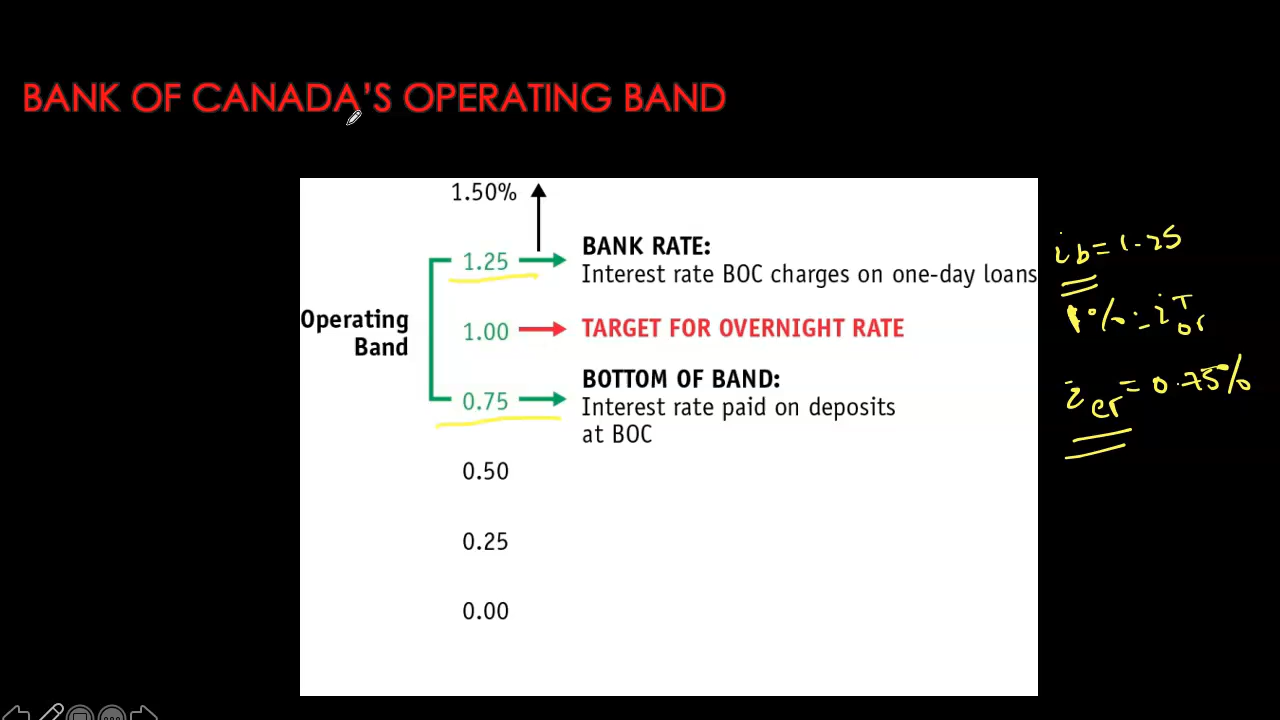 BANK OF CANADA'S OPERATING BAND
1.50%
1.25
BANK RATE:
Interest rate BOC charges on one-day loans
Operating
Band
1.00
TARGET FOR OVERNIGHT RATE
0.75
BOTTOM OF BAND:
Interest rate paid on deposits
at BOC
0.50
0.25
0.00
ib = 1.25
1% = i^T_or
i_er = 0.75%